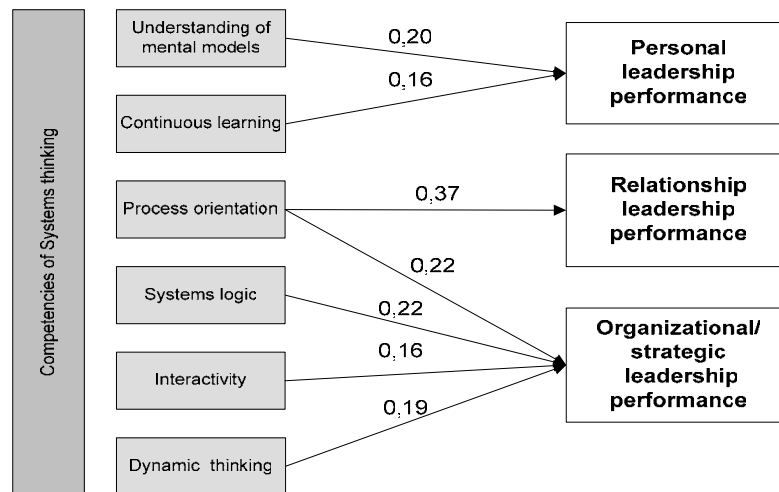 Competencies of Systems thinking
Understanding of
mental models
Continuous learning
Process orientation
Systems logic
Interactivity
Dynamic thinking
0,20
0,16
0,37
0,22
0,22
0,16
0,19
Personal
leadership
performance
Relationship
leadership
performance
Organizational/
strategic
leadership
performance